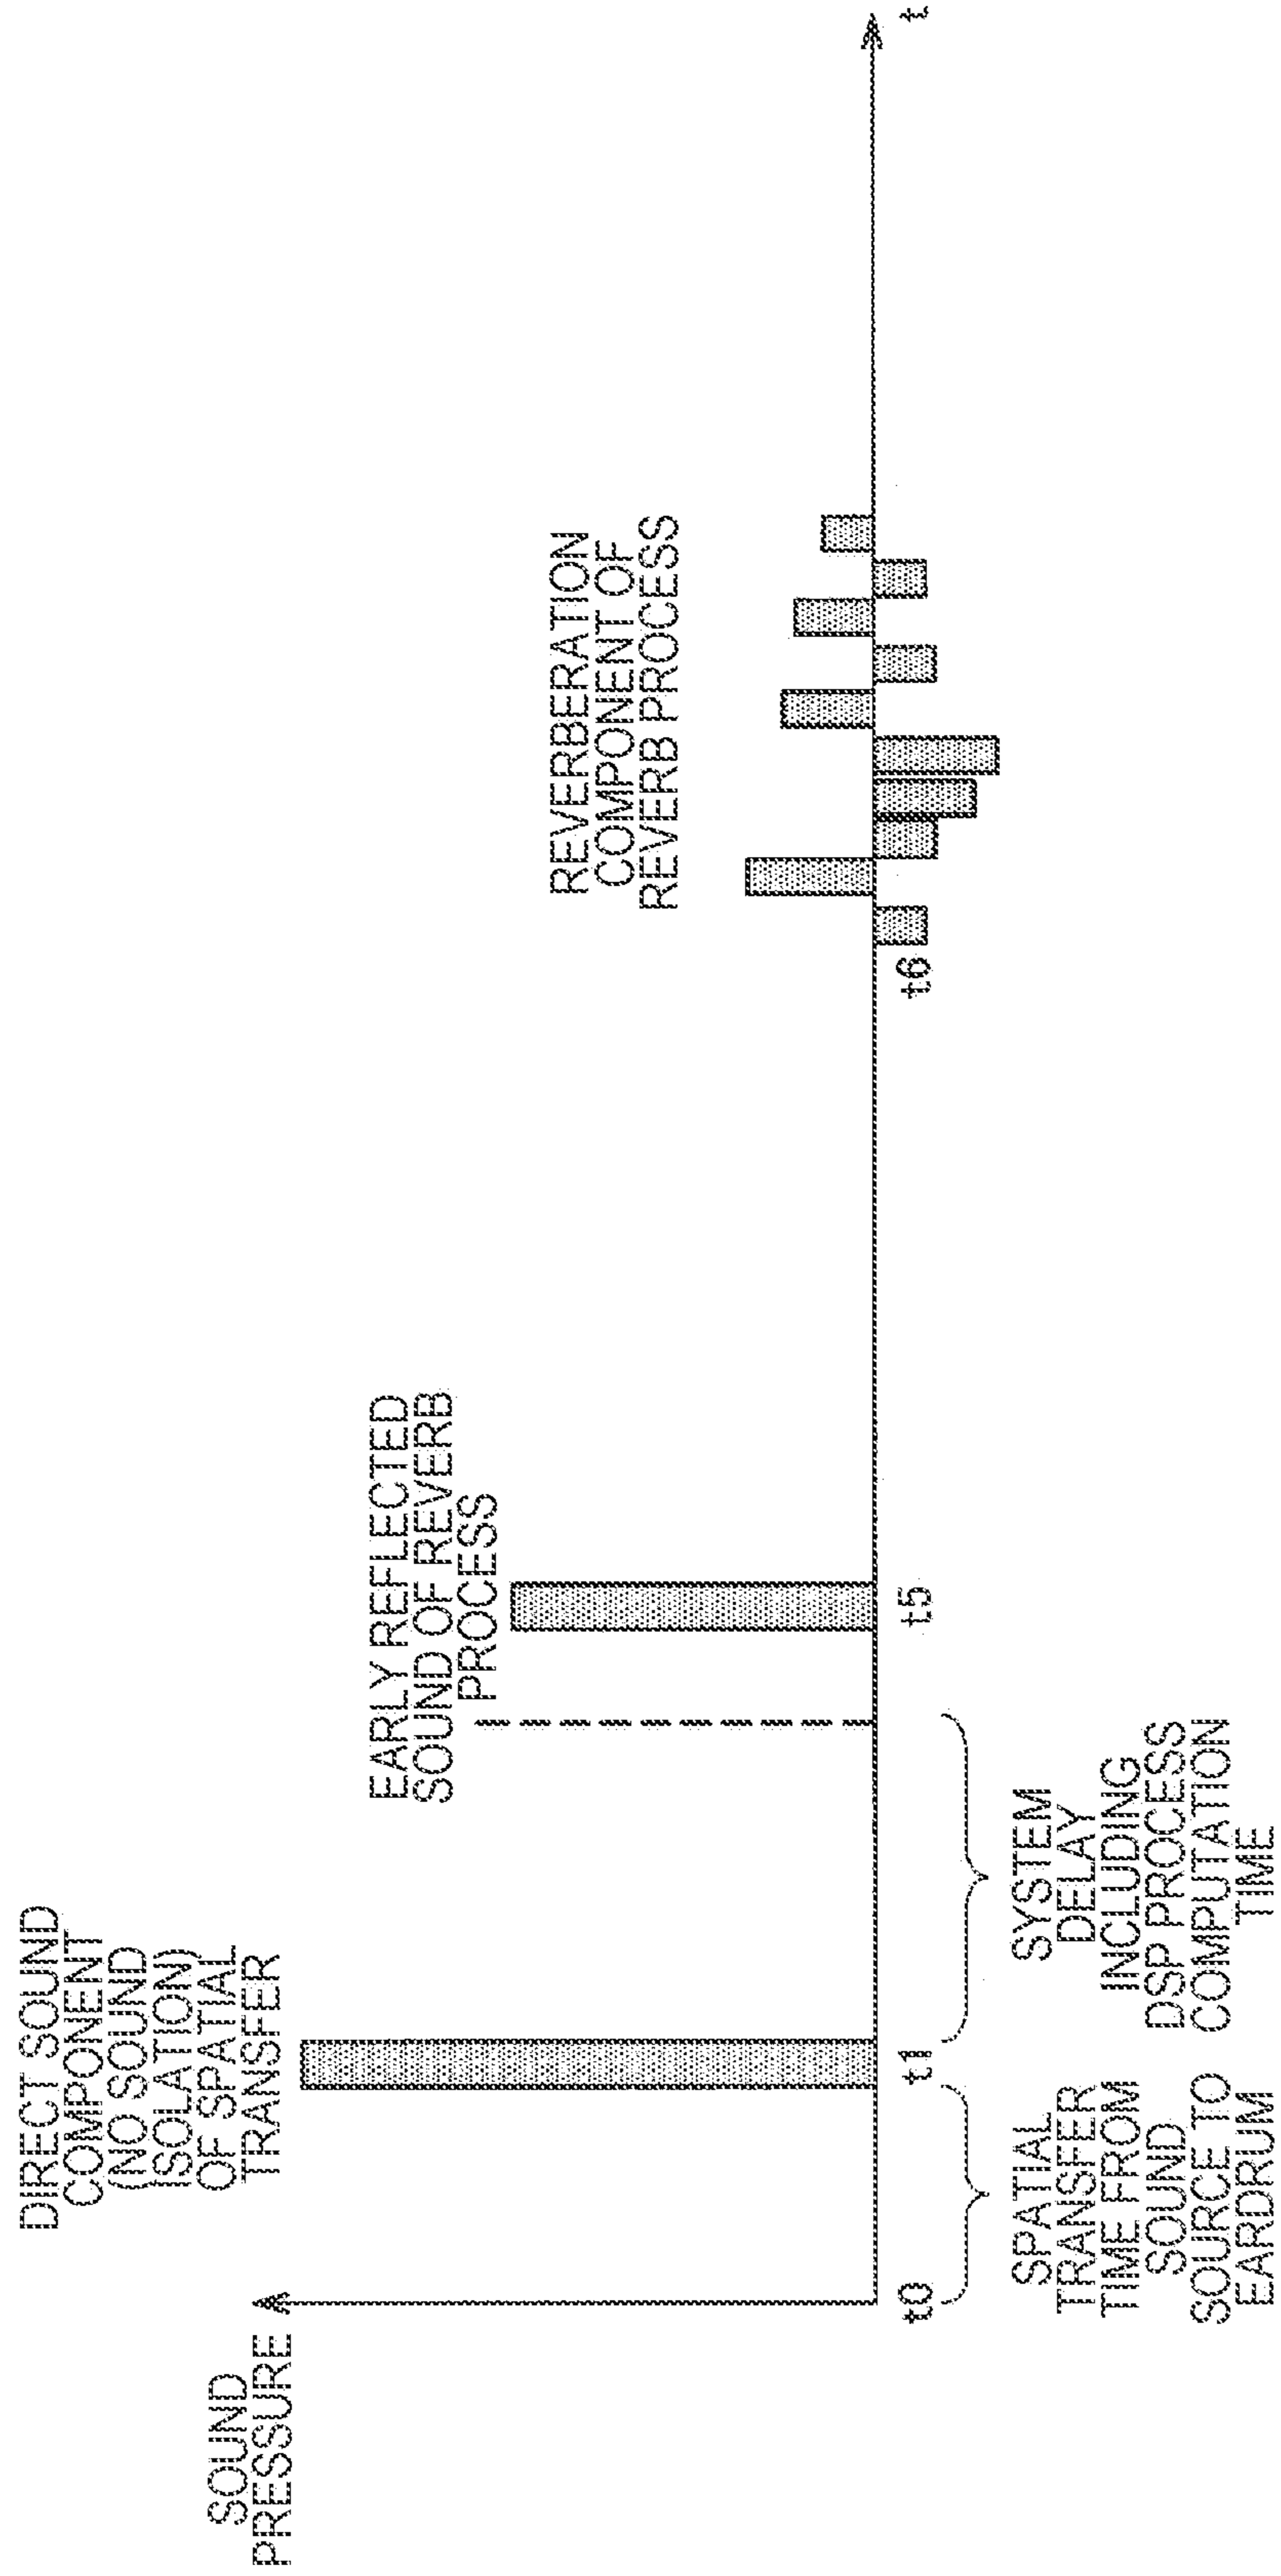 SOUND
PRESSURE
DIRECT SOUND
COMPONENT
(NO SOUND
ISOLATION)
OF SPATIAL
TRANSFER
EARLY REFLECTED
SOUND OF REVERB
PROCESS
REVERBERATION
COMPONENT OF
REVERB PROCESS
t0
t1
t5
t6
t
SPATIAL
TRANSFER
TIME FROM
SOUND
SOURCE TO
EARDRUM
SYSTEM
DELAY
INCLUDING
DSP PROCESS
COMPUTATION
TIME